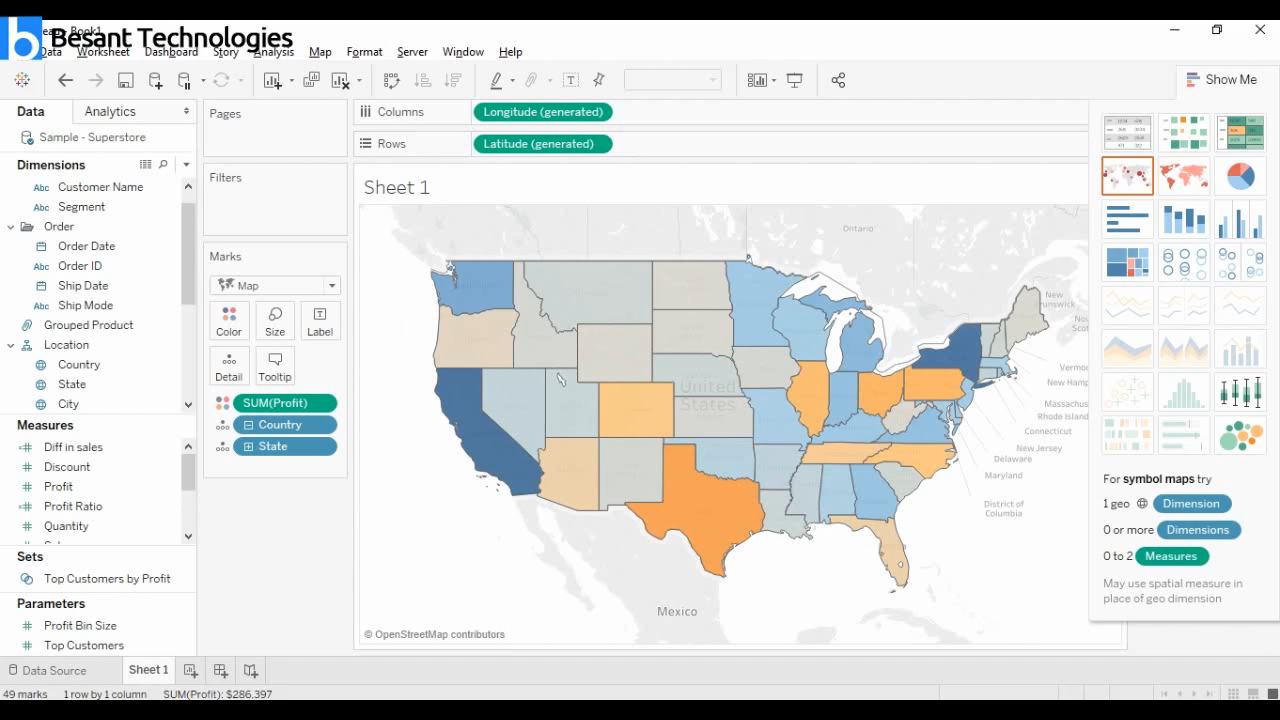 Besant Technologies
Book1
Data Worksheet Dashboard Story Analysis Map Format Server Window Help
Show Me
Data Analytics
Sample - Superstore
Dimensions
Abc Customer Name
Abc Segment
Order
Order Date
Abc Order ID
Ship Date
Abc Ship Mode
Grouped Product
Location
Country
State
City
Measures
Diff in sales
Discount
Profit
Profit Ratio
Quantity
Sets
Top Customers by Profit
Parameters
Profit Bin Size
Top Customers
Pages
Filters
Marks
Map
Color Size Label
Detail Tooltip
SUM(Profit)
Country
State
Columns Longitude (generated)
Rows Latitude (generated)
Sheet 1
Ontario
New
Brunswick
United
States
Vermo
New Hamp
Massachus
Rhode Island
Connecticut
New Jersey
Delaware
Maryland
District of
Columbia
Mexico
© OpenStreetMap contributors
For symbol maps try
1 geo Dimension
0 or more Dimensions
0 to 2 Measures
May use spatial measure in
place of geo dimension
Data Source Sheet 1
49 marks 1 row by 1 column SUM(Profit): $286,397